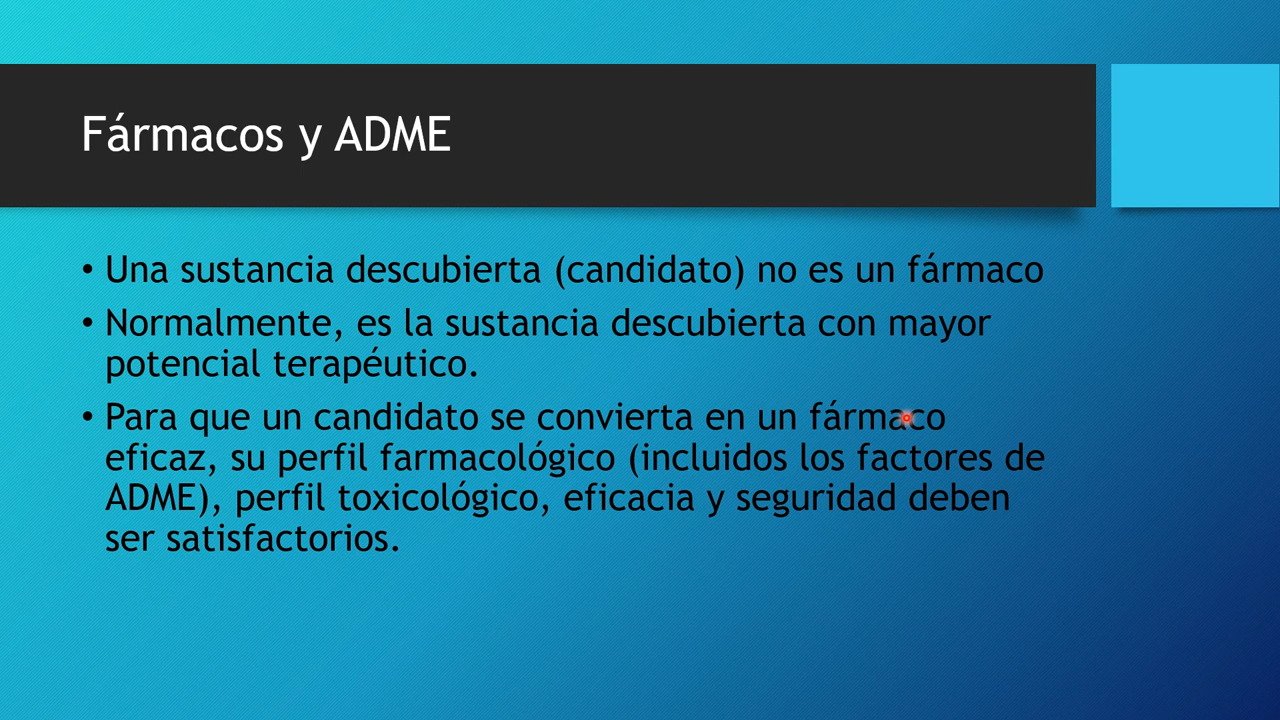 Fármacos y ADME
• Una sustancia descubierta (candidato) no es un fármaco
• Normalmente, es la sustancia descubierta con mayor
potencial terapéutico.
• Para que un candidato se convierta en un fármaco
eficaz, su perfil farmacológico (incluidos los factores de
ADME), perfil toxicológico, eficacia y seguridad deben
ser satisfactorios.